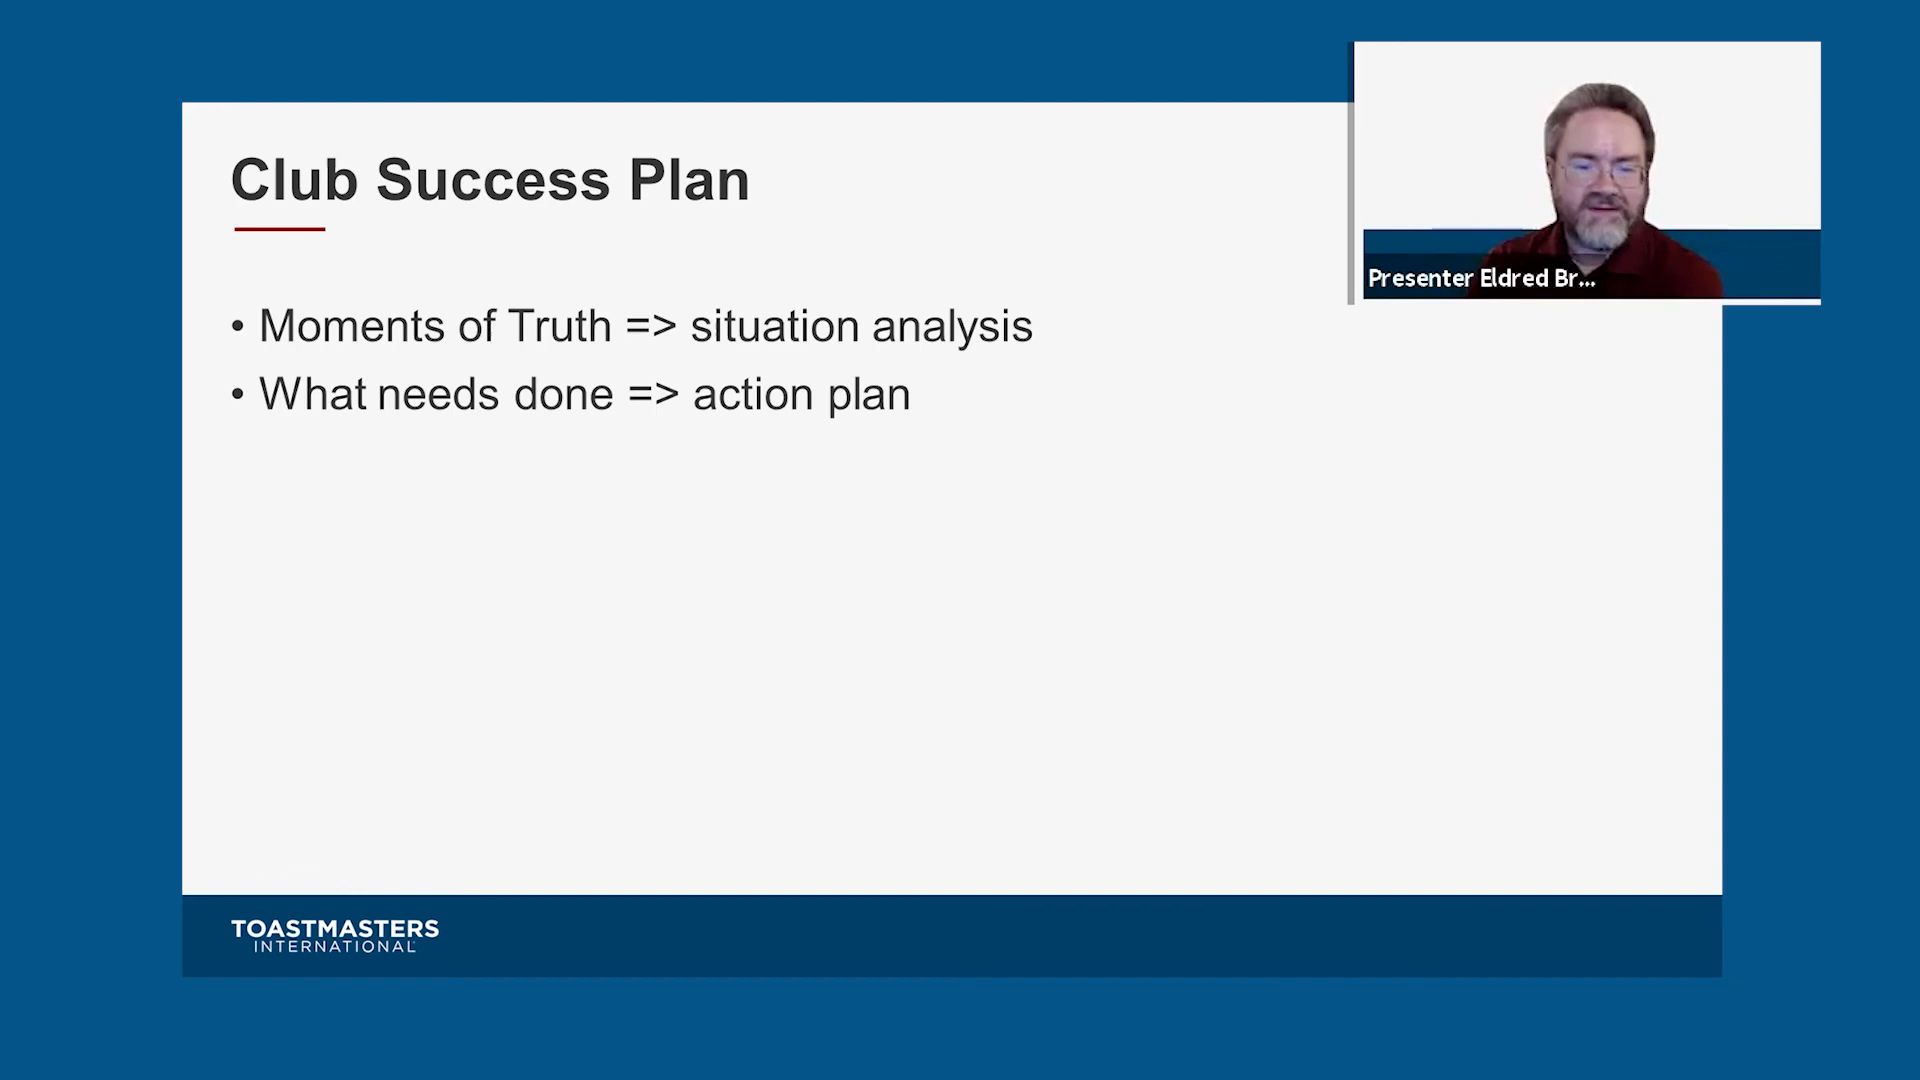 Club Success Plan
• Moments of Truth => situation analysis
• What needs done => action plan
Presenter Eldred Br...
TOASTMASTERS
INTERNATIONAL